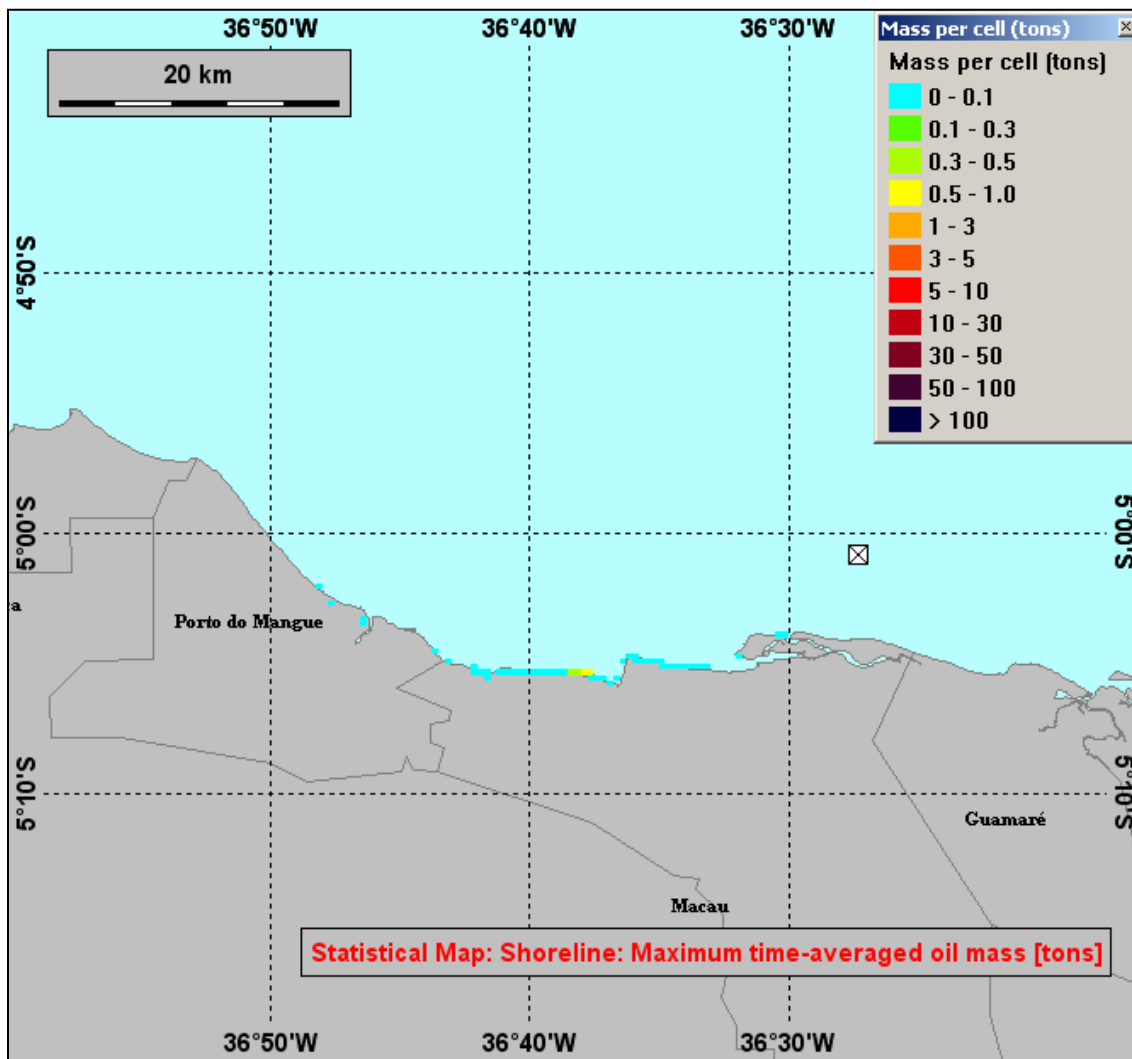 36°50'W 36°40'W 36°30'W
Mass per cell (tons)
20 km
Mass per cell (tons)
0 - 0.1
0.1 - 0.3
0.3 - 0.5
0.5 - 1.0
1 - 3
3 - 5
5 - 10
10 - 30
30 - 50
50 - 100
> 100
4°50'S
5°00'S
5°00'S
a
Porto do Mangue
5°10'S
5°10'S
Guamaré
Macau
Statistical Map: Shoreline: Maximum time-averaged oil mass [tons]
36°50'W 36°40'W 36°30'W